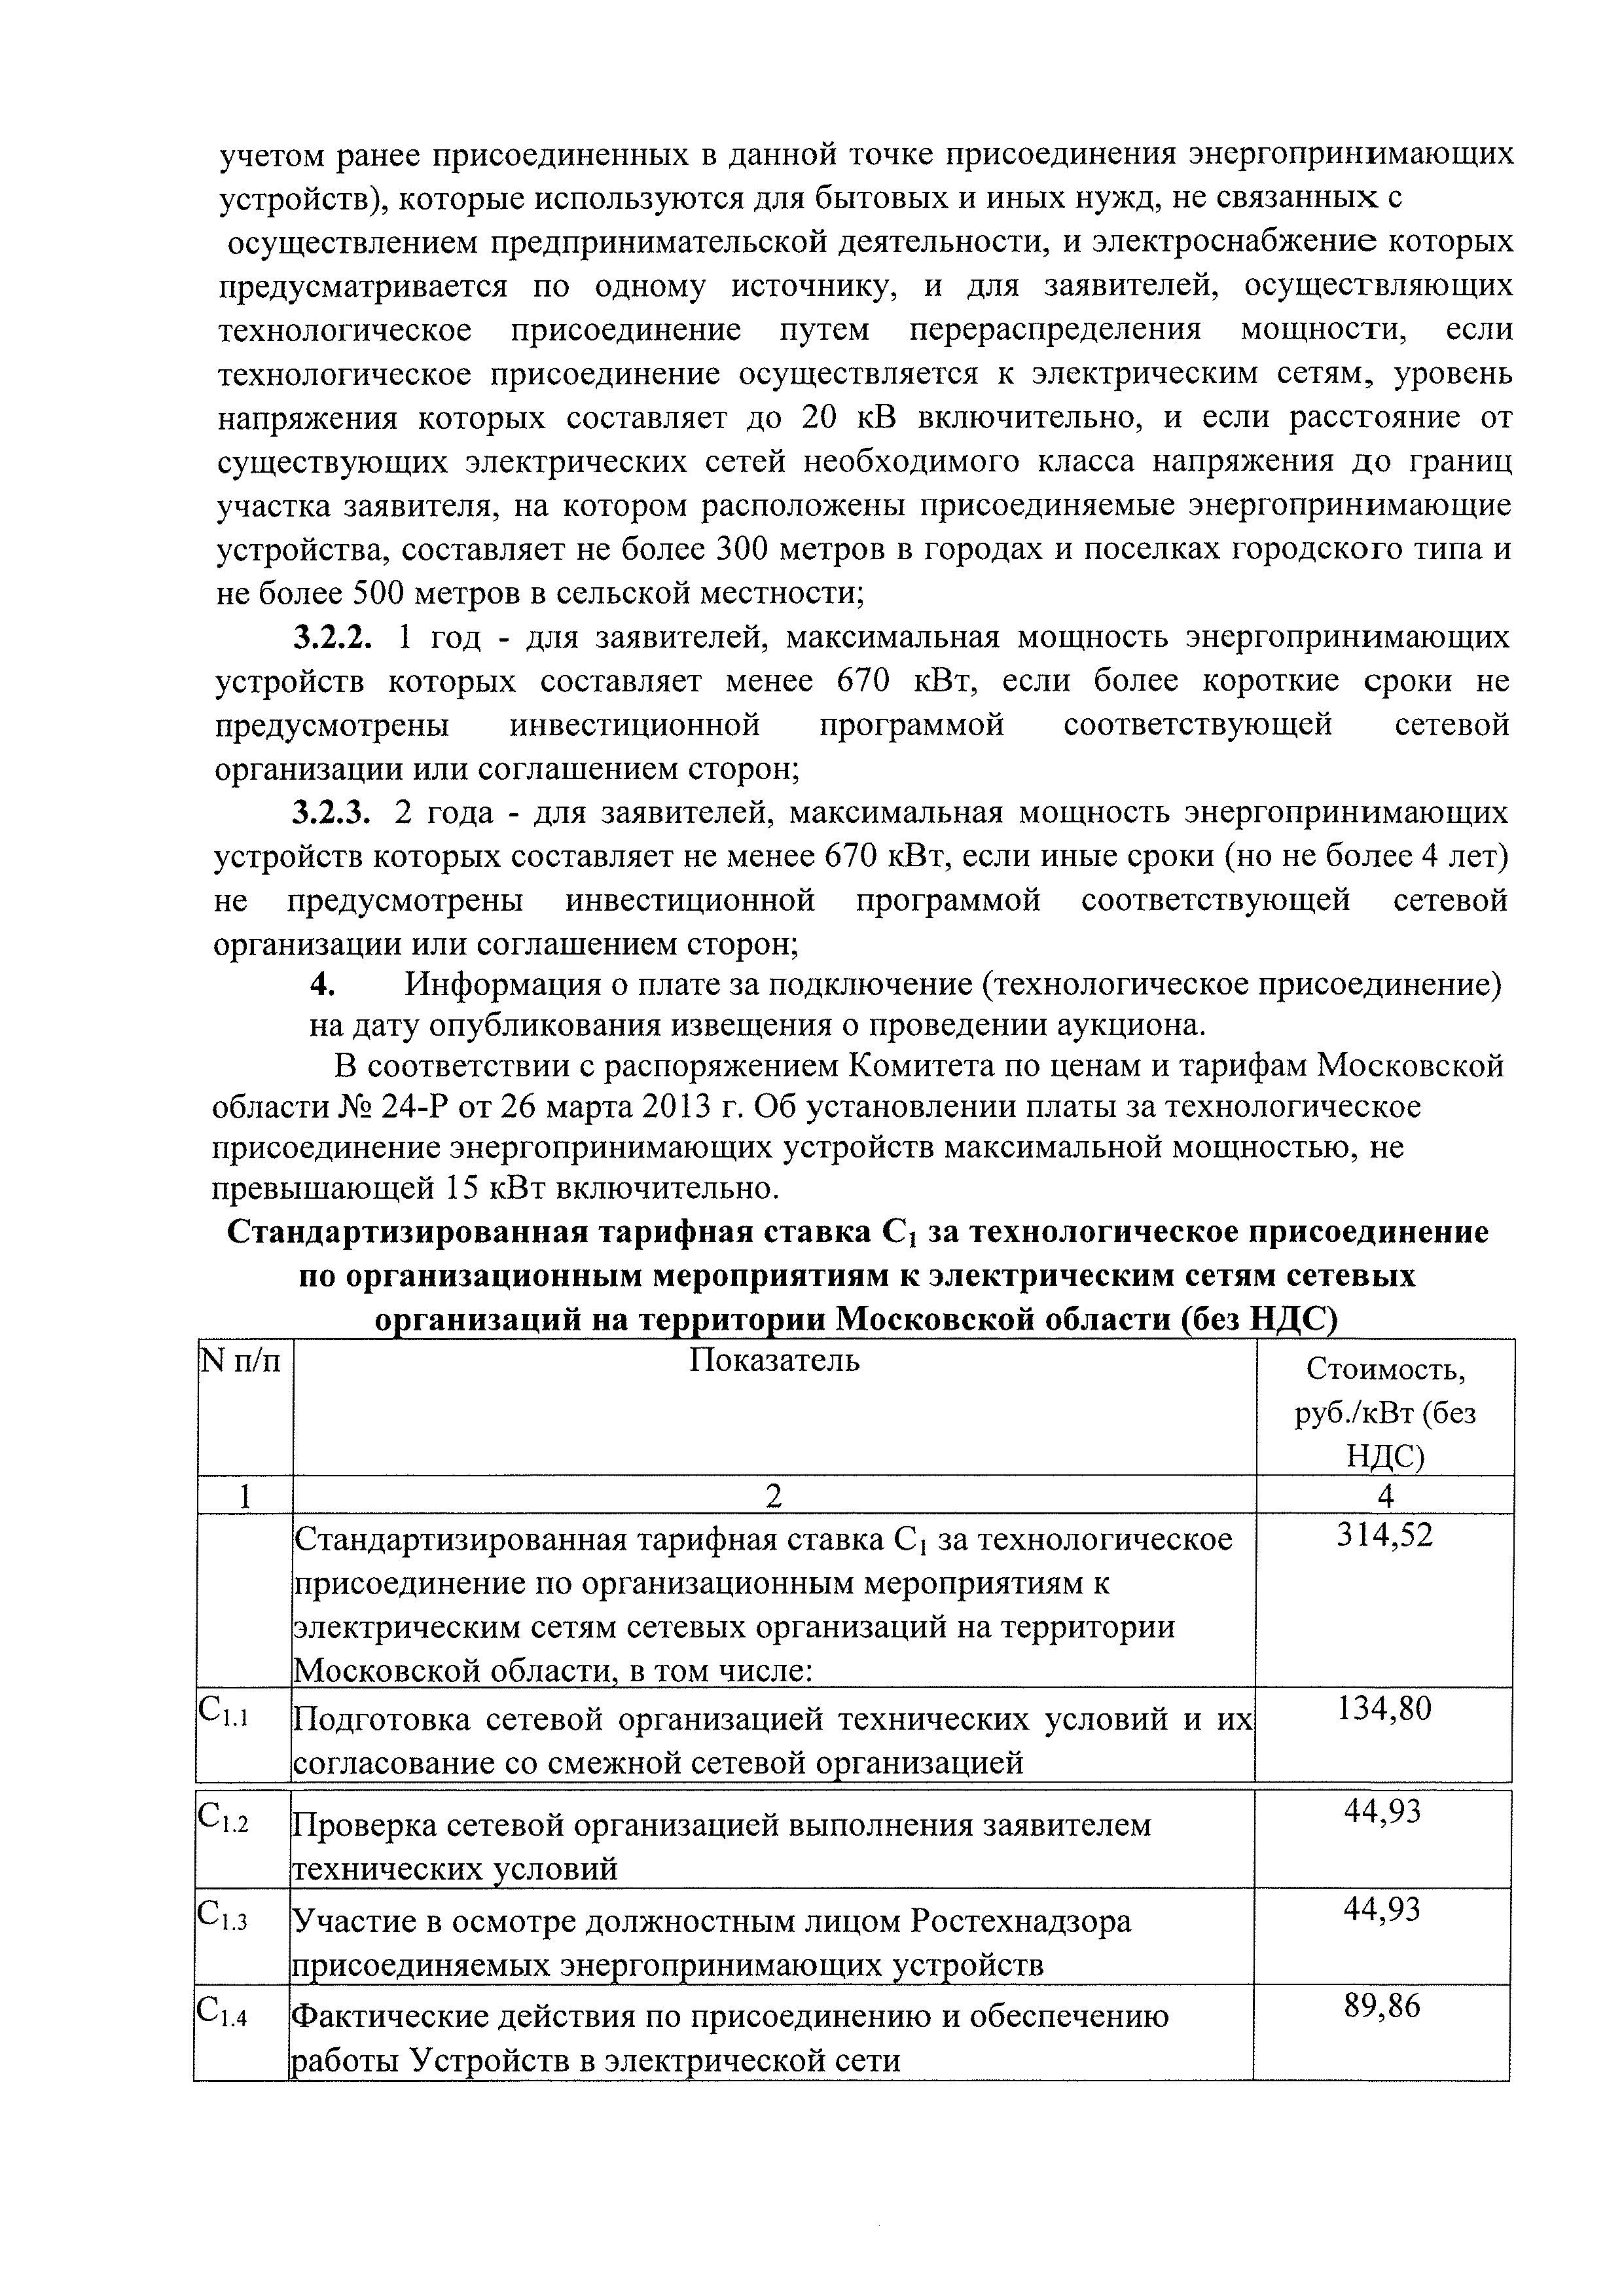 учетом ранее присоединенных в данной точке присоединения энергопринимающих
устройств), которые используются для бытовых и иных нужд, не связанных с
осуществлением предпринимательской деятельности, и электроснабжение которых
предусматривается по одному источнику, и для заявителей, осуществляющих
технологическое присоединение путем перераспределения мощности, если
технологическое присоединение осуществляется к электрическим сетям, уровень
напряжения которых составляет до 20 кВ включительно, и если расстояние от
существующих электрических сетей необходимого класса напряжения до границ
участка заявителя, на котором расположены присоединяемые энергопринимающие
устройства, составляет не более 300 метров в городах и поселках городского типа и
не более 500 метров в сельской местности;
3.2.2. 1 год - для заявителей, максимальная мощность энергопринимающих
устройств которых составляет менее 670 кВт, если более короткие сроки не
предусмотрены инвестиционной программой соответствующей сетевой
организации или соглашением сторон;
3.2.3. 2 года - для заявителей, максимальная мощность энергопринимающих
устройств которых составляет не менее 670 кВт, если иные сроки (но не более 4 лет)
не предусмотрены инвестиционной программой соответствующей сетевой
организации или соглашением сторон;
4. Информация о плате за подключение (технологическое присоединение)
на дату опубликования извещения о проведении аукциона.
В соответствии с распоряжением Комитета по ценам и тарифам Московской
области № 24-Р от 26 марта 2013 г. Об установлении платы за технологическое
присоединение энергопринимающих устройств максимальной мощностью, не
превышающей 15 кВт включительно.
Стандартизированная тарифная ставка С₁ за технологическое присоединение
по организационным мероприятиям к электрическим сетям сетевых
организаций на территории Московской области (без НДС)
N п/п Показатель Стоимость,
руб./кВт (без
НДС)
1 2 4
Стандартизированная тарифная ставка С₁ за технологическое 314,52
присоединение по организационным мероприятиям к
электрическим сетям сетевых организаций на территории
Московской области, в том числе:
С₁.₁ Подготовка сетевой организацией технических условий и их 134,80
согласование со смежной сетевой организацией
С₁.₂ Проверка сетевой организацией выполнения заявителем 44,93
технических условий
С₁.₃ Участие в осмотре должностным лицом Ростехнадзора 44,93
присоединяемых энергопринимающих устройств
С₁.₄ Фактические действия по присоединению и обеспечению 89,86
работы Устройств в электрической сети